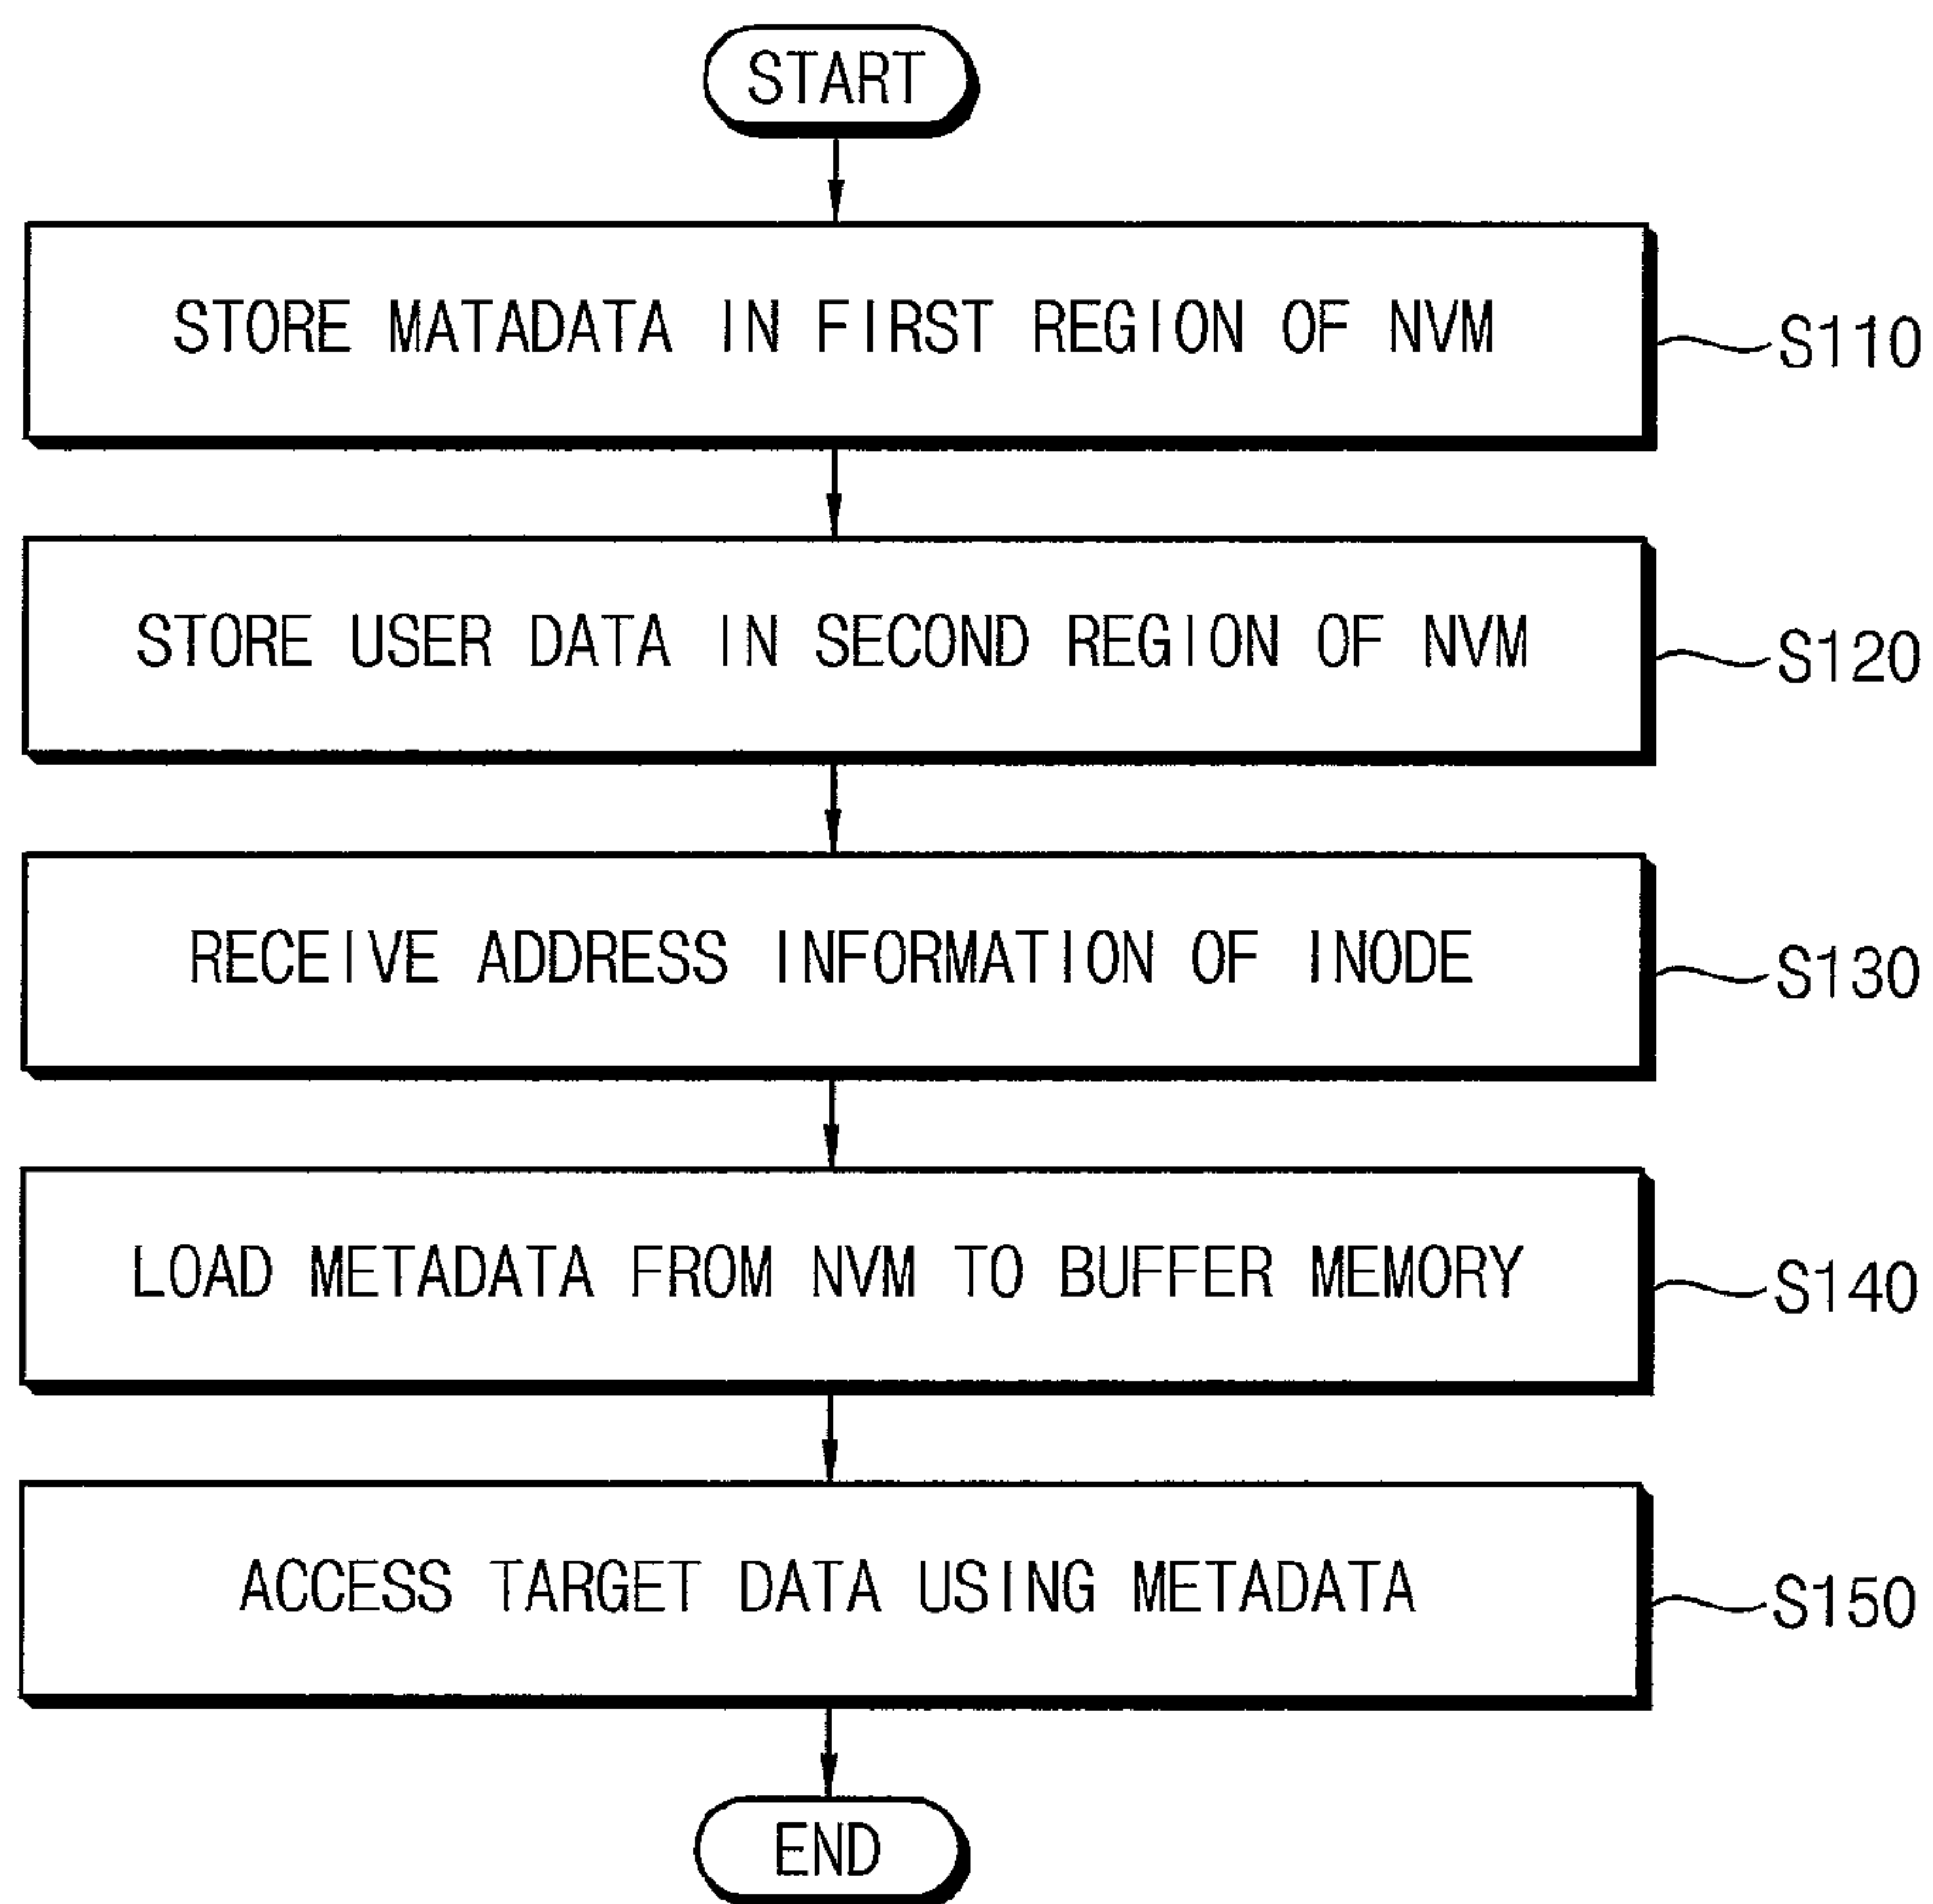 START
STORE MATADATA IN FIRST REGION OF NVM
S110
STORE USER DATA IN SECOND REGION OF NVM
S120
RECEIVE ADDRESS INFORMATION OF INODE
S130
LOAD METADATA FROM NVM TO BUFFER MEMORY
S140
ACCESS TARGET DATA USING METADATA
S150
END